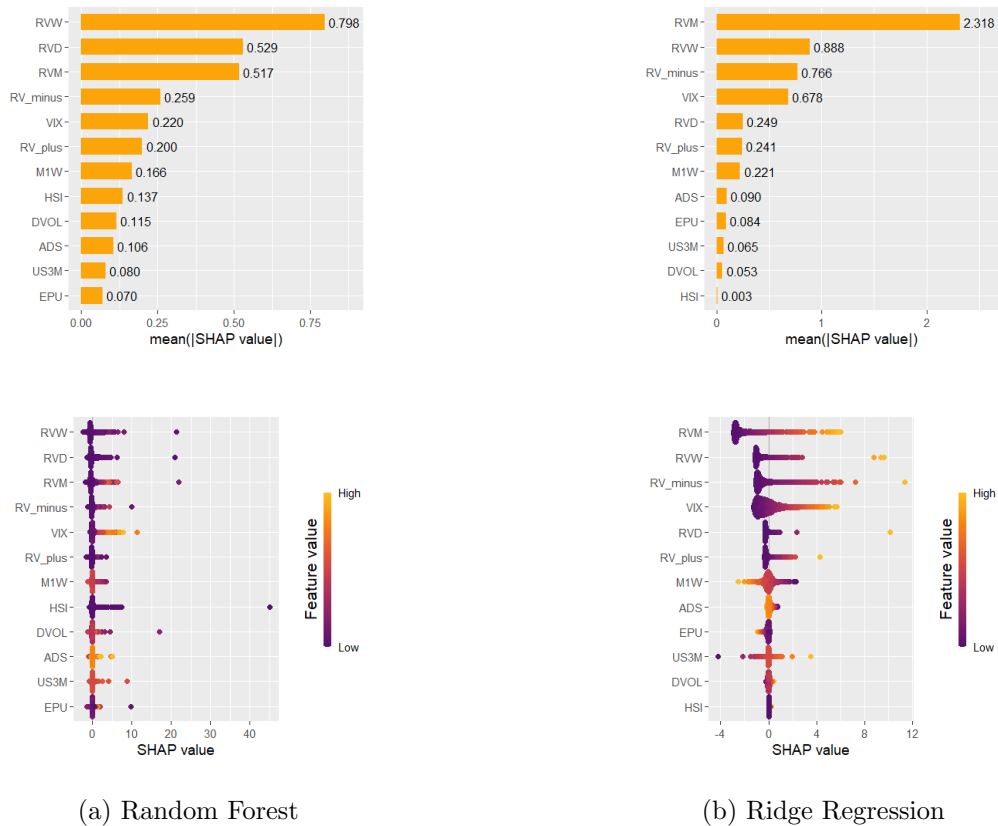 RVW 0.798
RVD 0.529
RVM 0.517
RV_minus 0.259
VIX 0.220
RV_plus 0.200
M1W 0.166
HSI 0.137
DVOL 0.115
ADS 0.106
US3M 0.080
EPU 0.070
0.00 0.25 0.50 0.75
mean(|SHAP value|)
RVM 2.318
RVW 0.888
RV_minus 0.766
VIX 0.678
RVD 0.249
RV_plus 0.241
M1W 0.221
ADS 0.090
EPU 0.084
US3M 0.065
DVOL 0.053
HSI 0.003
0 1 2
mean(|SHAP value|)
RVW
RVD
RVM
RV_minus
VIX
RV_plus
M1W
HSI
DVOL
ADS
US3M
EPU
0 10 20 30 40
SHAP value
High
Low
Feature value
RVM
RVW
RV_minus
VIX
RVD
RV_plus
M1W
ADS
EPU
US3M
DVOL
HSI
-4 0 4 8 12
SHAP value
High
Low
Feature value
(a) Random Forest
(b) Ridge Regression